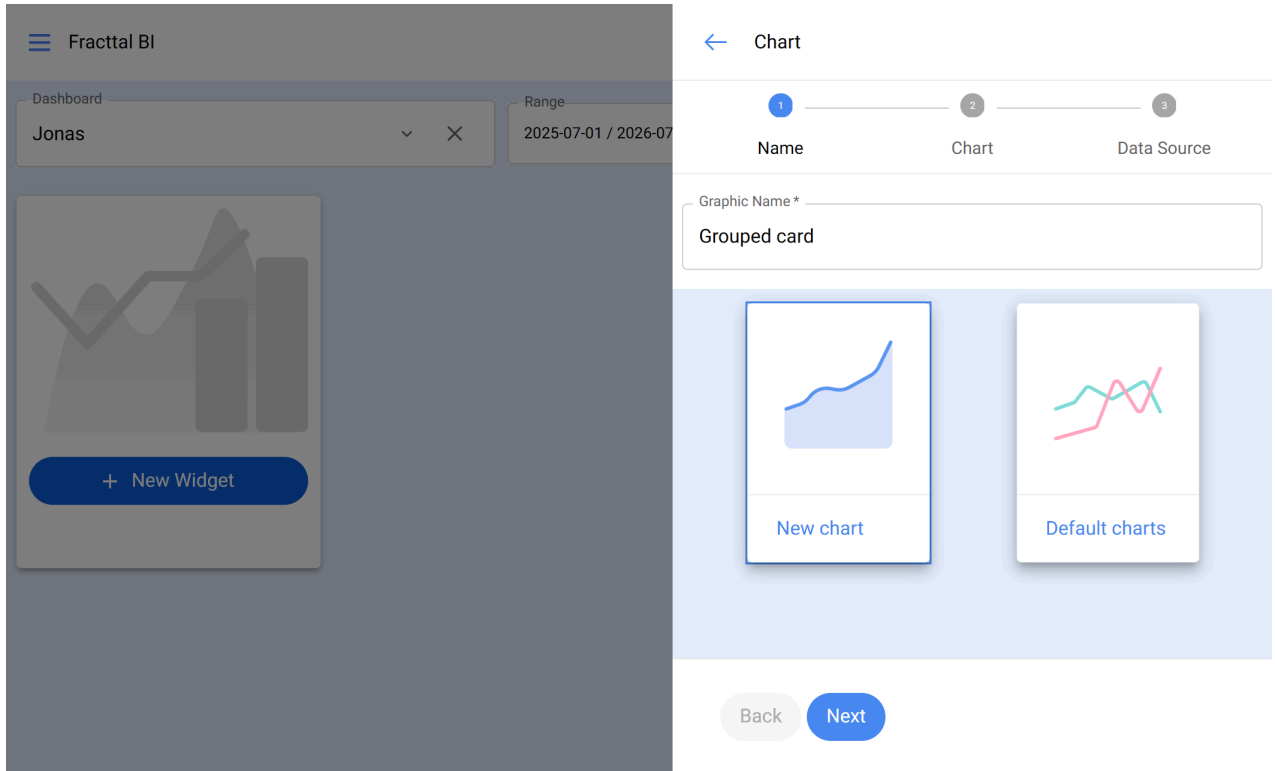 Fracttal BI
Dashboard
Jonas
Range
2025-07-01 / 2026-07
+ New Widget
Chart
1
2
3
Name
Chart
Data Source
Graphic Name *
Grouped card
New chart
Default charts
Back
Next